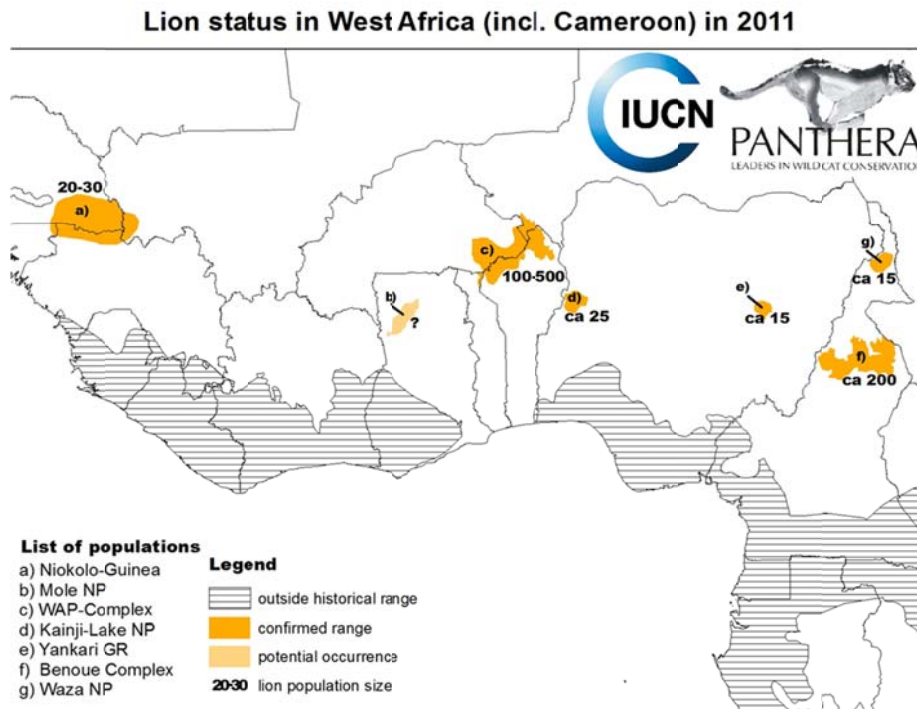 Lion status in West Africa (incl. Cameroon) in 2011
IUCN
PANTHERA
LEADERS IN WILDCAT CONSERVATION
20-30
a)
c)
100-500
b)
?
d)
ca 25
e)
ca 15
g)
ca 15
f)
ca 200
List of populations
a) Niokolo-Guinea
b) Mole NP
c) WAP-Complex
d) Kainji-Lake NP
e) Yankari GR
f) Benoue Complex
g) Waza NP
Legend
outside historical range
confirmed range
potential occurrence
20-30 lion population size